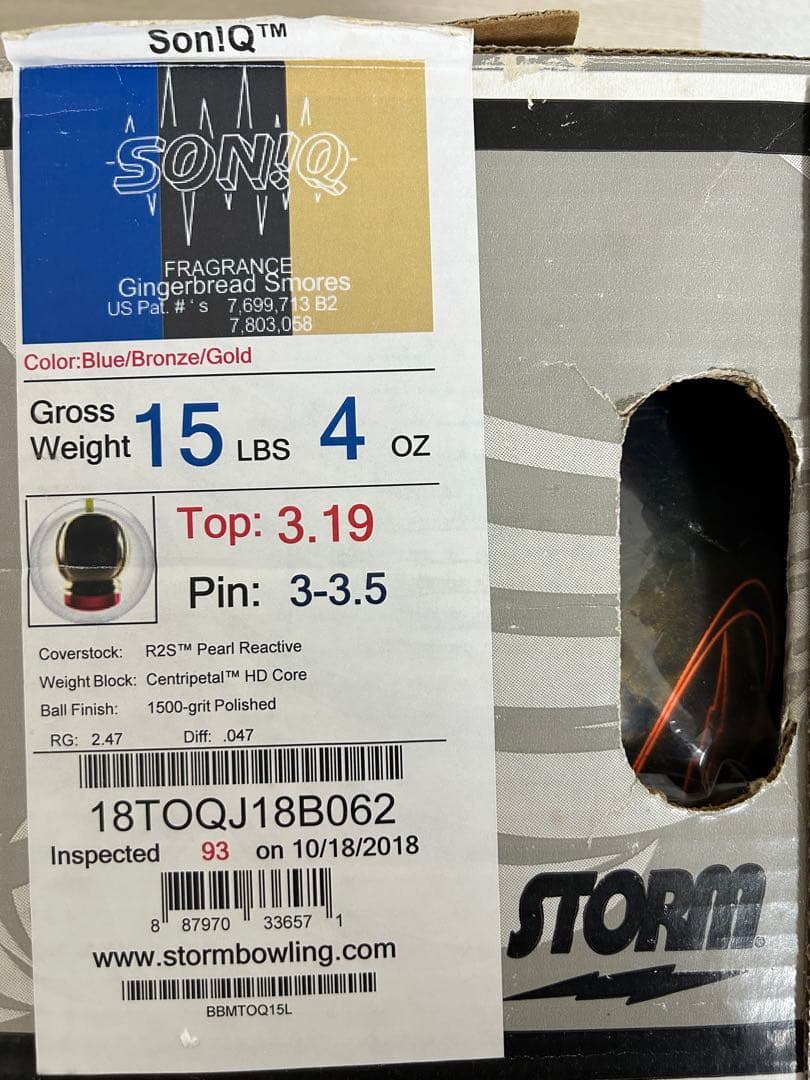 Son!Q™
SON!Q
FRAGRANCE
Gingerbread Smores
US Pat. # ' s 7,699,713 B2
7,803,058
Color:Blue/Bronze/Gold
Gross Weight 15 LBS 4 OZ
Top: 3.19
Pin: 3-3.5
Coverstock: R2S™ Pearl Reactive
Weight Block: Centripetal™ HD Core
Ball Finish: 1500-grit Polished
RG: 2.47 Diff: .047
18TOQJ18B062
Inspected 93 on 10/18/2018
8 87970 33657 1
www.stormbowling.com
BBMTOQ15L
STORM®